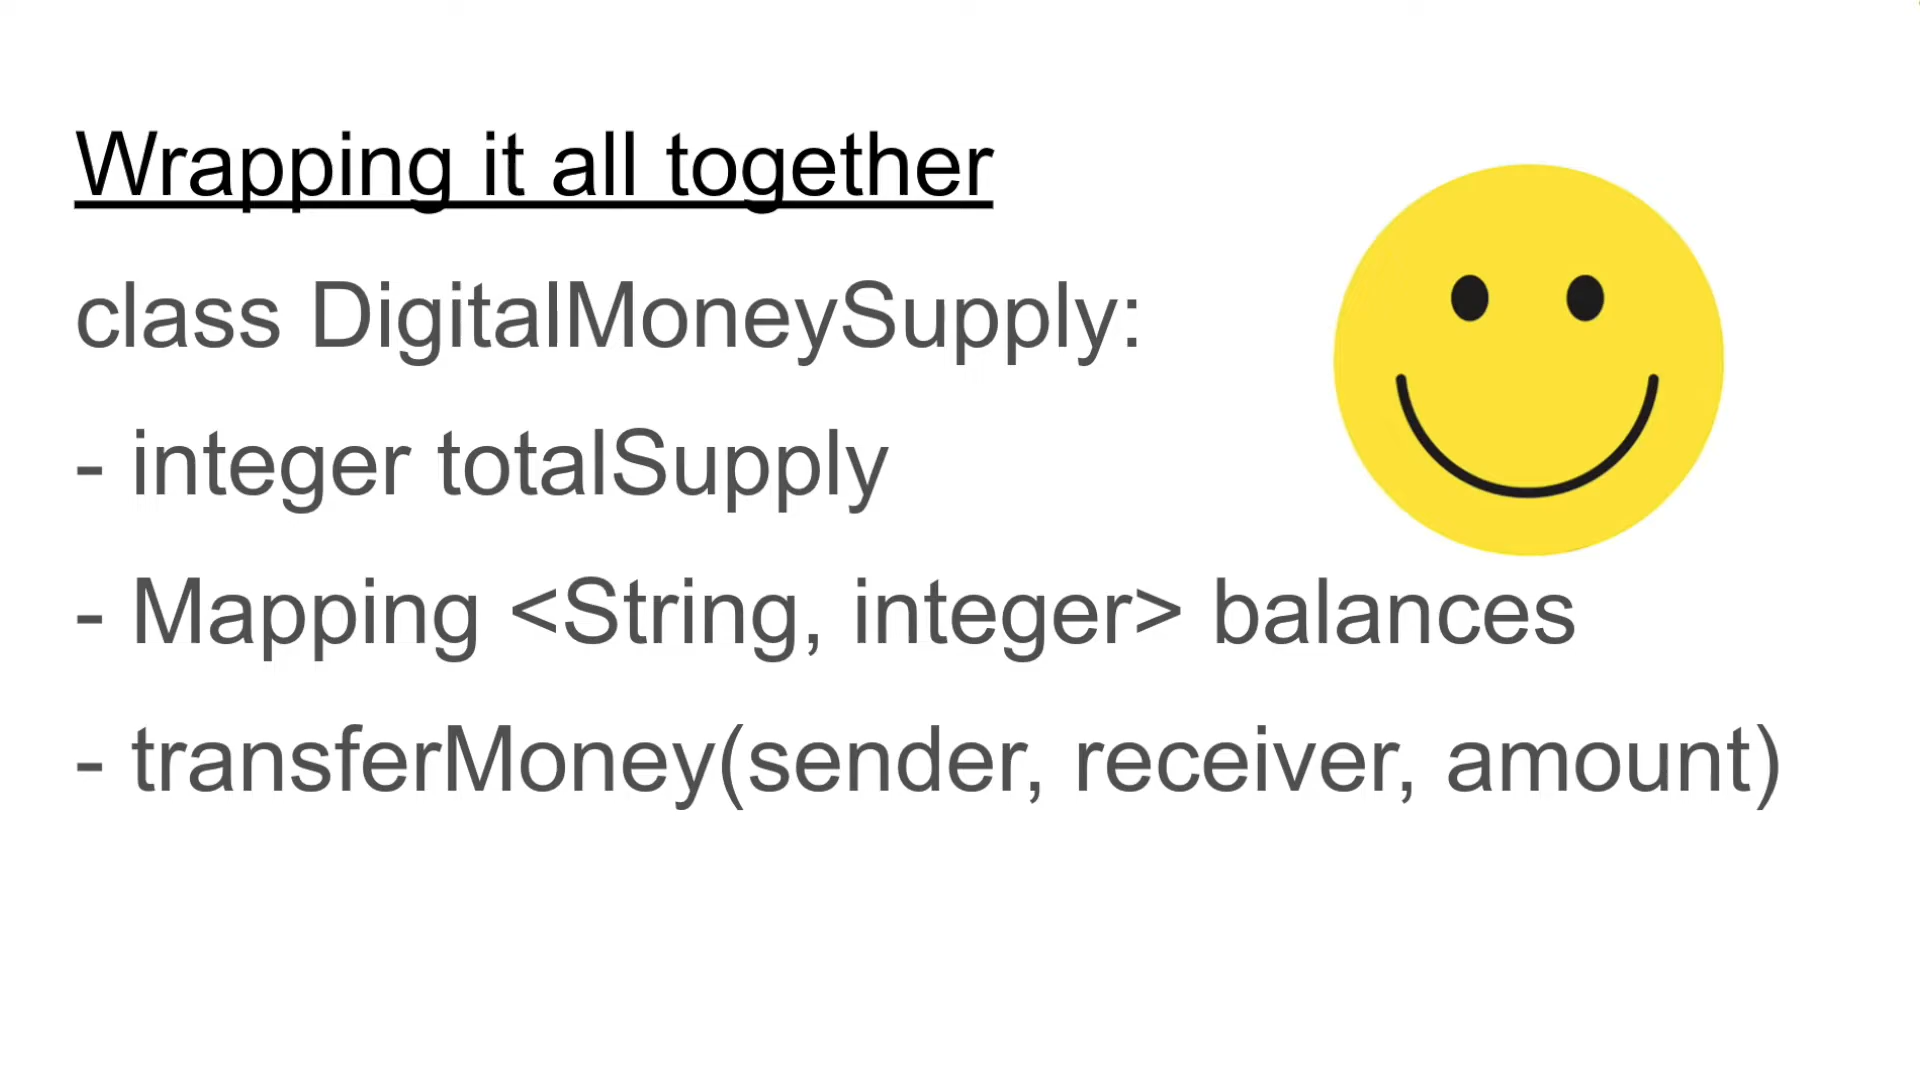 Wrapping it all together
class DigitalMoneySupply:
- integer totalSupply
- Mapping <String, integer> balances
- transferMoney(sender, receiver, amount)